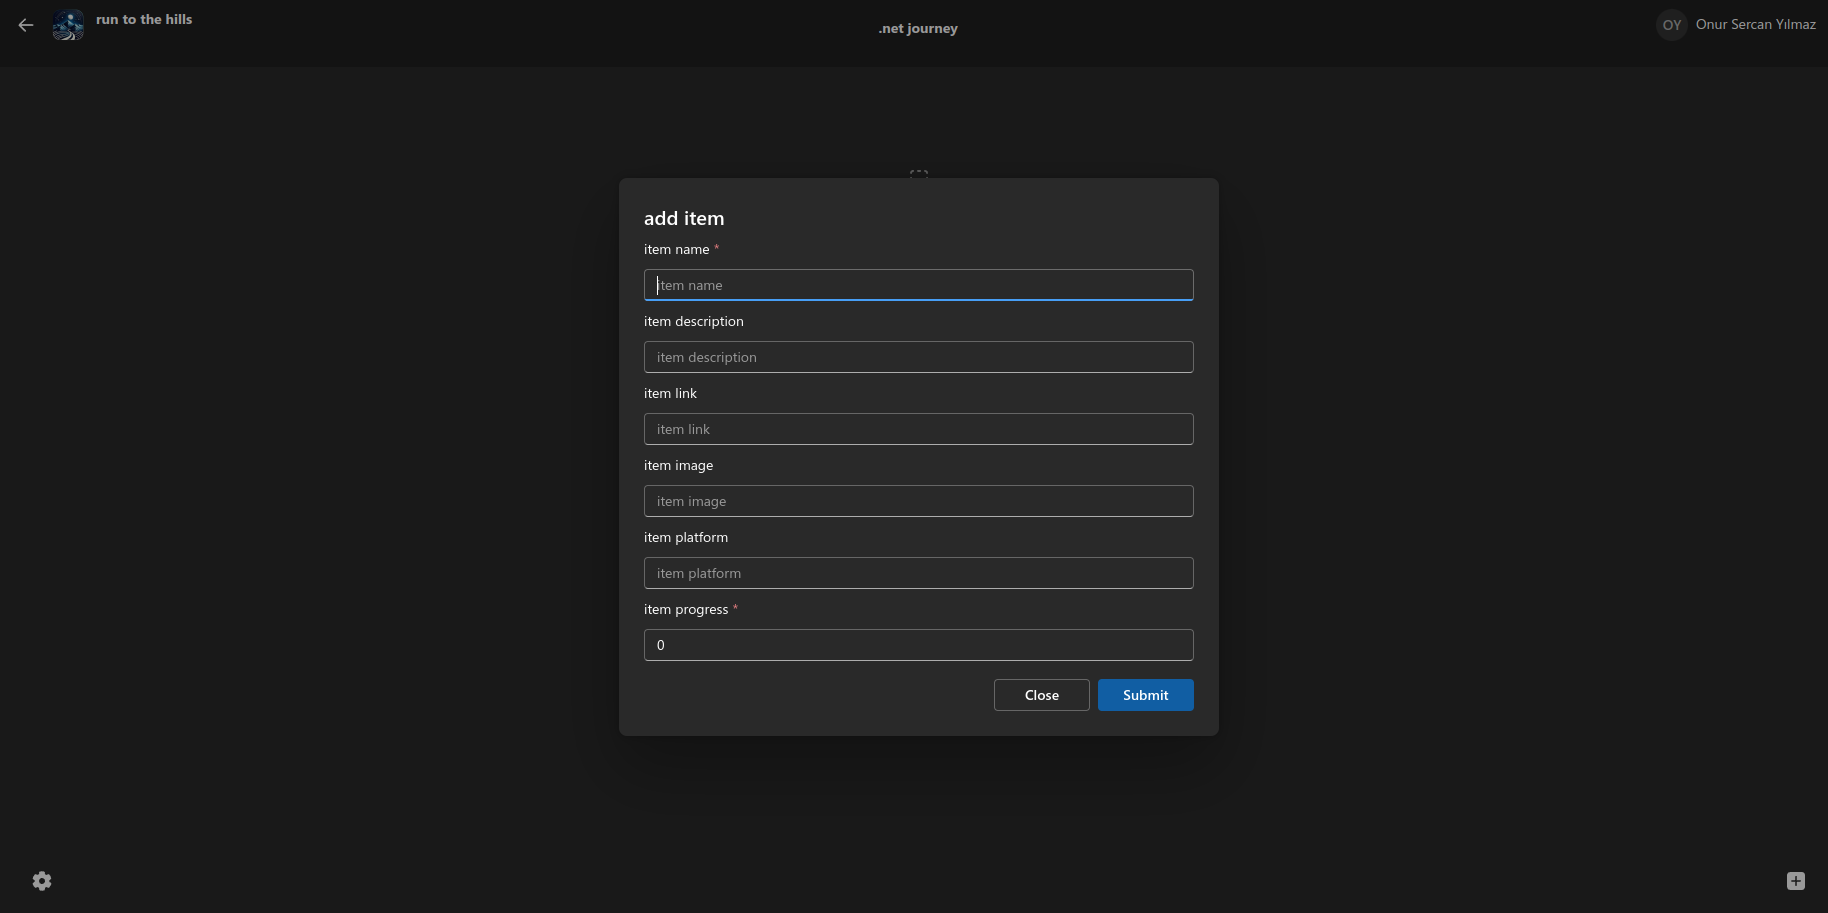 run to the hills
.net journey
OY Onur Sercan Yılmaz
add item
item name *
item name
item description
item description
item link
item link
item image
item image
item platform
item platform
item progress *
0
Close Submit